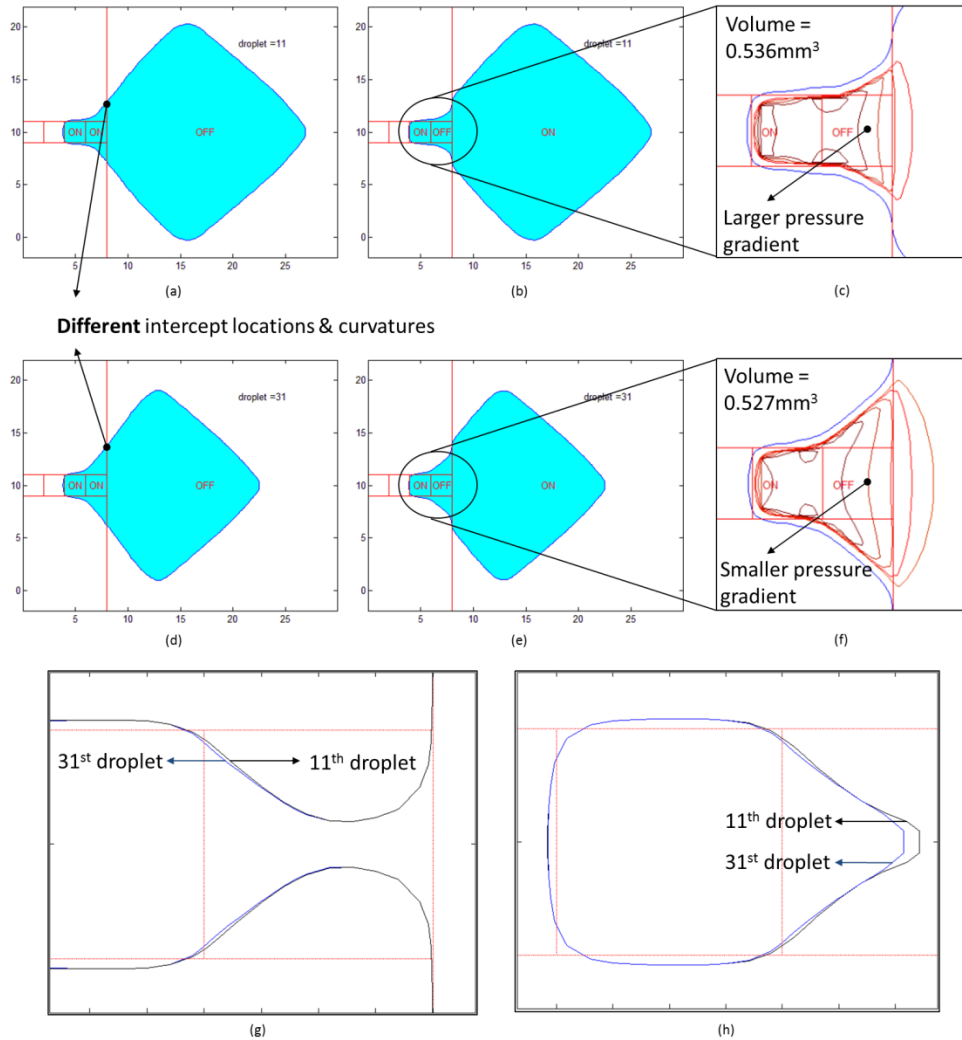 20
15
10
5
0
droplet =11
ON
ON
OFF
5
10
15
20
25
(a)
20
15
10
5
0
droplet =11
ON
OFF
ON
5
10
15
20
25
(b)
Volume =
0.536mm³
ON
OFF
Larger pressure
gradient
(c)
Different intercept locations & curvatures
20
15
10
5
0
droplet =31
ON
ON
OFF
5
10
15
20
25
(d)
20
15
10
5
0
droplet =31
ON
OFF
ON
5
10
15
20
25
(e)
Volume =
0.527mm³
ON
OFF
Smaller pressure
gradient
(f)
31st droplet
11th droplet
(g)
11th droplet
31st droplet
(h)